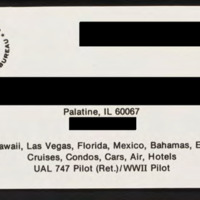 BUREAU
Palatine, IL 60067
awaii, Las Vegas, Florida, Mexico, Bahamas, E
Cruises, Condos, Cars, Air, Hotels
UAL 747 Pilot (Ret.)/WWII Pilot